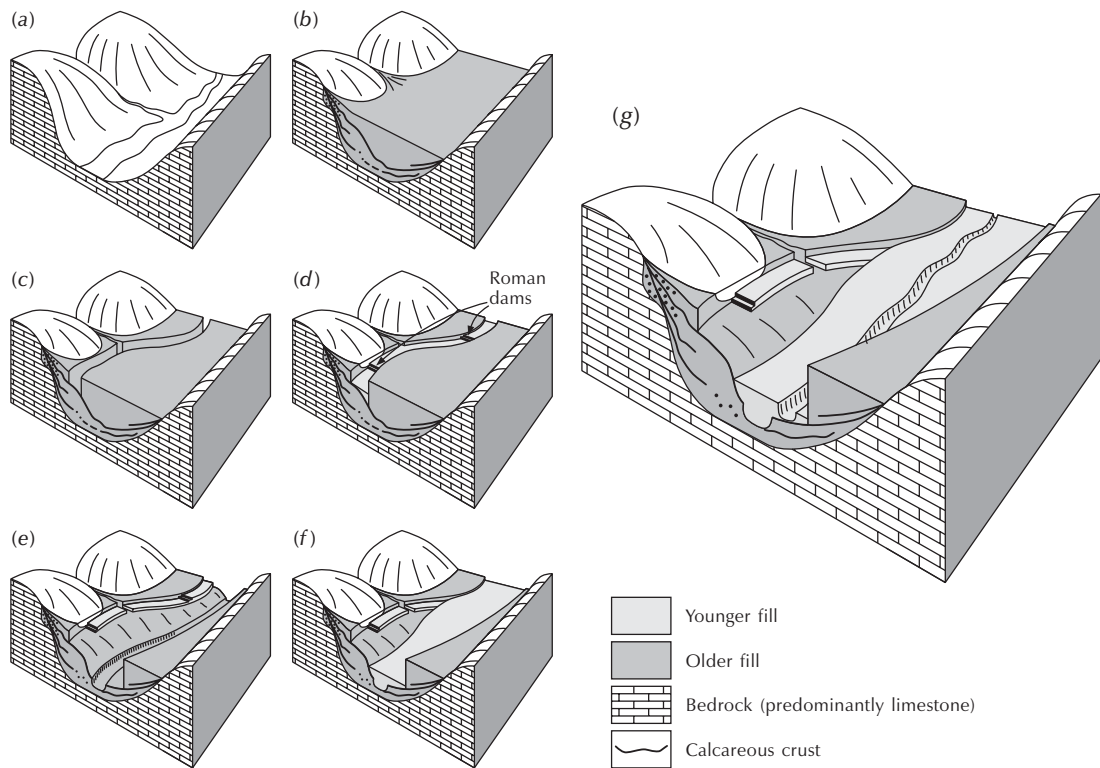 (a)
(b)
(c)
(d)
Roman
dams
(e)
(f)
(g)
Younger fill
Older fill
Bedrock (predominantly limestone)
Calcareous crust